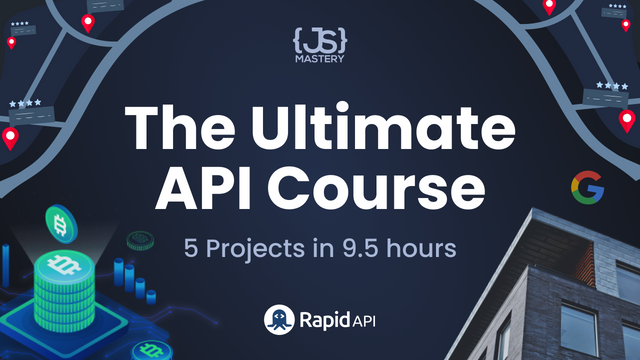 {JS}
MASTERY
The Ultimate
API Course
5 Projects in 9.5 hours
Rapid API